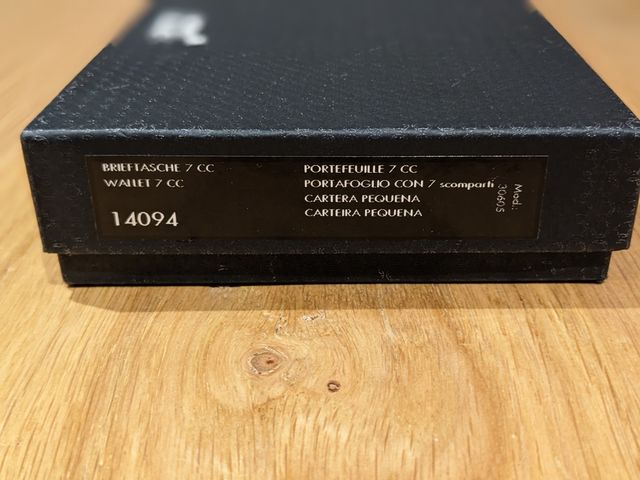 BRIEFTASCHE 7 CC
WALLET 7 CC
14094
PORTEFEUILLE 7 CC
PORTAFOGLIO CON 7 scomparti
CARTERA PEQUENA
CARTEIRA PEQUENA
Mod.:
30605